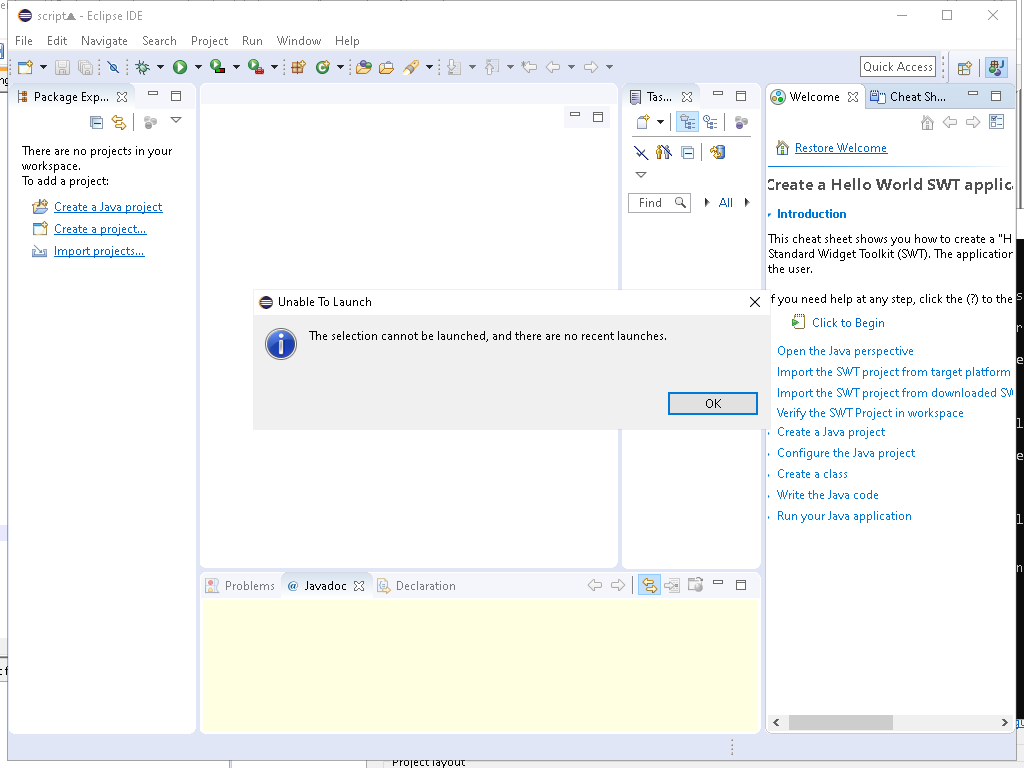 script▲ - Eclipse IDE
File Edit Navigate Search Project Run Window Help
Quick Access
Package Exp...
There are no projects in your
workspace.
To add a project:
Create a Java project
Create a project...
Import projects...
Tas...
Find
All
Welcome
Cheat Sh...
Restore Welcome
Create a Hello World SWT applic
Introduction
This cheat sheet shows you how to create a "H
Standard Widget Toolkit (SWT). The application
the user.
If you need help at any step, click the (?) to the
Click to Begin
Open the Java perspective
Import the SWT project from target platform
Import the SWT project from downloaded SW
Verify the SWT Project in workspace
Create a Java project
Configure the Java project
Create a class
Write the Java code
Run your Java application
Unable To Launch
The selection cannot be launched, and there are no recent launches.
OK
Problems
Javadoc
Declaration
Project layout